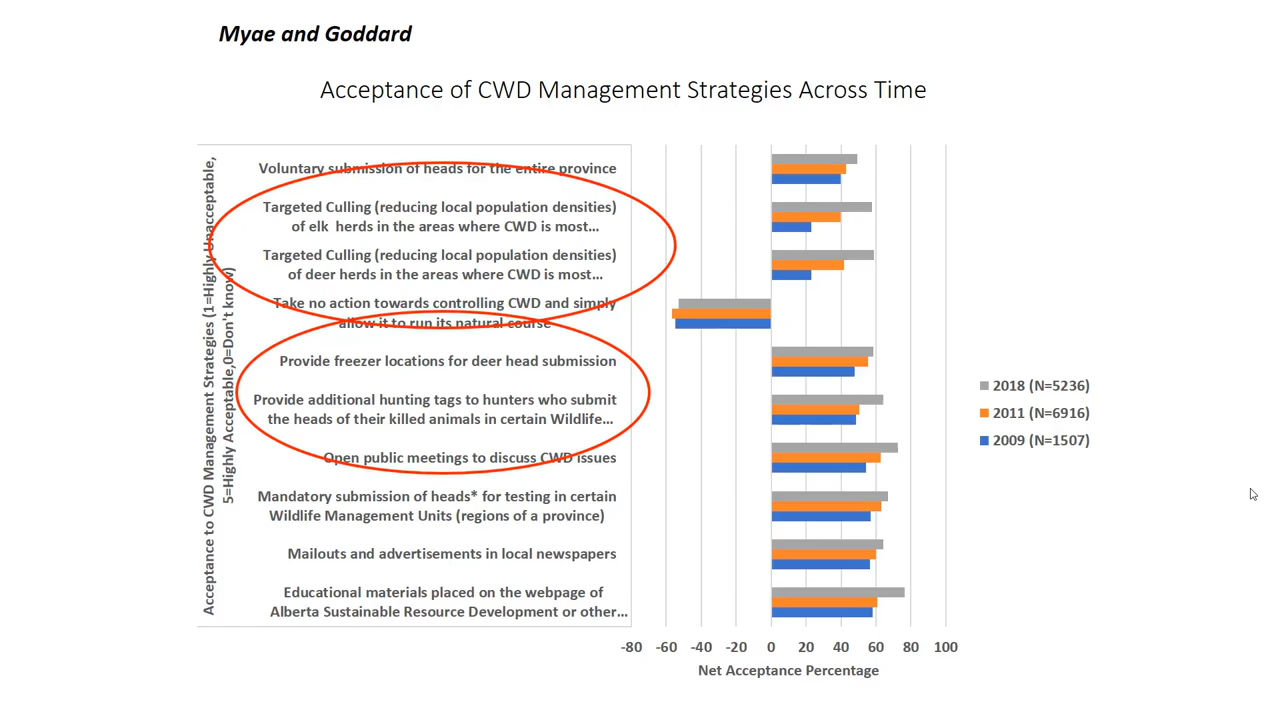 Myae and Goddard
Acceptance of CWD Management Strategies Across Time
Acceptance to CWD Management Strategies (1=Highly Unacceptable,
5=Highly Acceptable,0=Don't know)
Voluntary submission of heads for the entire province
Targeted Culling (reducing local population densities)
of elk  herds in the areas where CWD is most…
Targeted Culling (reducing local population densities)
of deer herds in the areas where CWD is most…
Take no action towards controlling CWD and simply
allow it to run its natural course
Provide freezer locations for deer head submission
Provide additional hunting tags to hunters who submit
the heads of their killed animals in certain Wildlife…
Open public meetings to discuss CWD issues
Mandatory submission of heads* for testing in certain
Wildlife Management Units (regions of a province)
Mailouts and advertisements in local newspapers
Educational materials placed on the webpage of
Alberta Sustainable Resource Development or other…
2018 (N=5236)
2011 (N=6916)
2009 (N=1507)
-80 -60 -40 -20 0 20 40 60 80 100
Net Acceptance Percentage